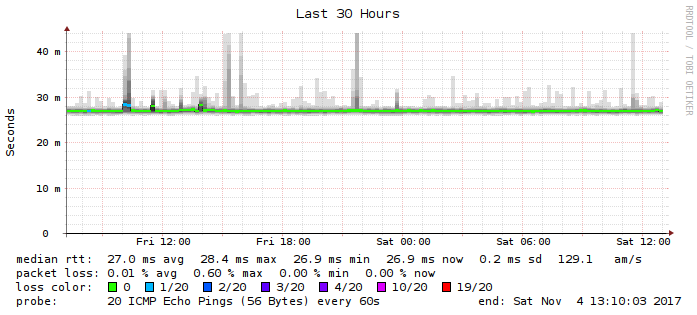 Last 30 Hours
RRDTOOL / TOBI OETIKER
Seconds
40 m
30 m
20 m
10 m
0
Fri 12:00 Fri 18:00 Sat 00:00 Sat 06:00 Sat 12:00
median rtt: 27.0 ms avg 28.4 ms max 26.9 ms min 26.9 ms now 0.2 ms sd 129.1 am/s
packet loss: 0.01 % avg 0.60 % max 0.00 % min 0.00 % now
loss color: 0 1/20 2/20 3/20 4/20 10/20 19/20
probe: 20 ICMP Echo Pings (56 Bytes) every 60s end: Sat Nov 4 13:10:03 2017